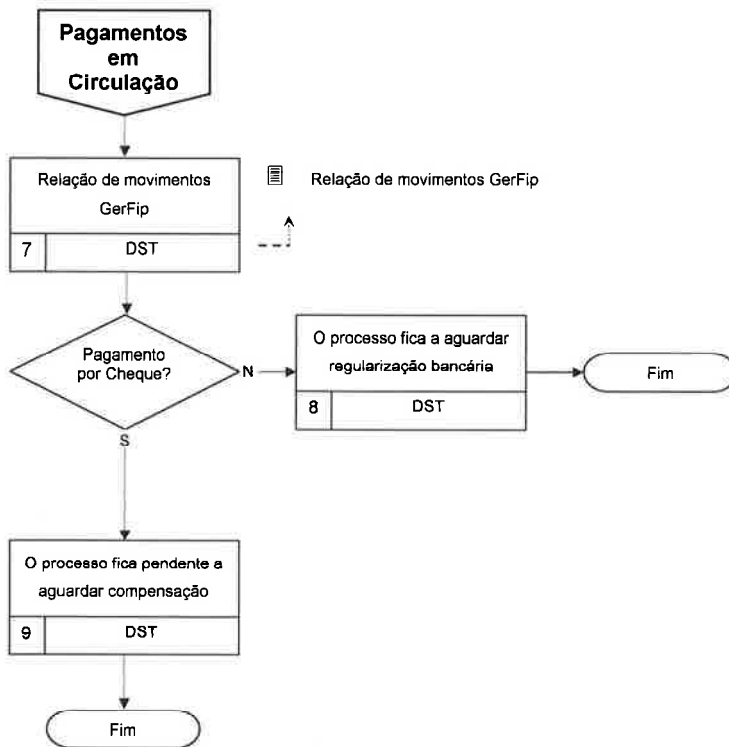 Pagamentos
em
Circulação
Relação de movimentos
GerFip
7 DST
Relação de movimentos GerFip
Pagamento
por Cheque?
N
S
O processo fica a aguardar
regularização bancária
8 DST
Fim
O processo fica pendente a
aguardar compensação
9 DST
Fim